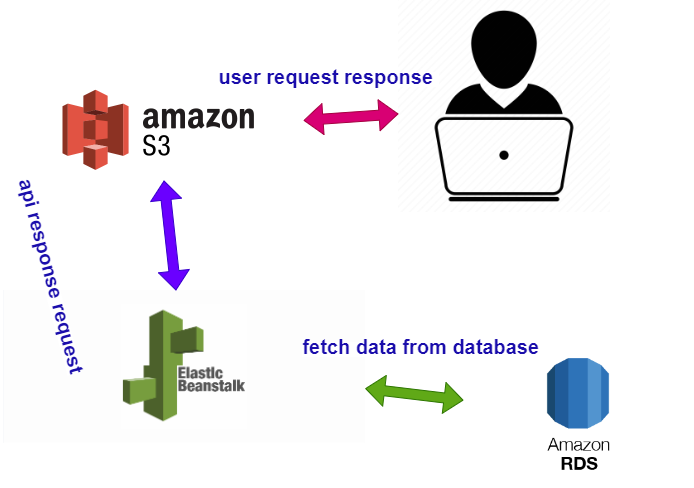 user request response
amazon
S3
api response request
Elastic
Beanstalk
fetch data from database
Amazon
RDS